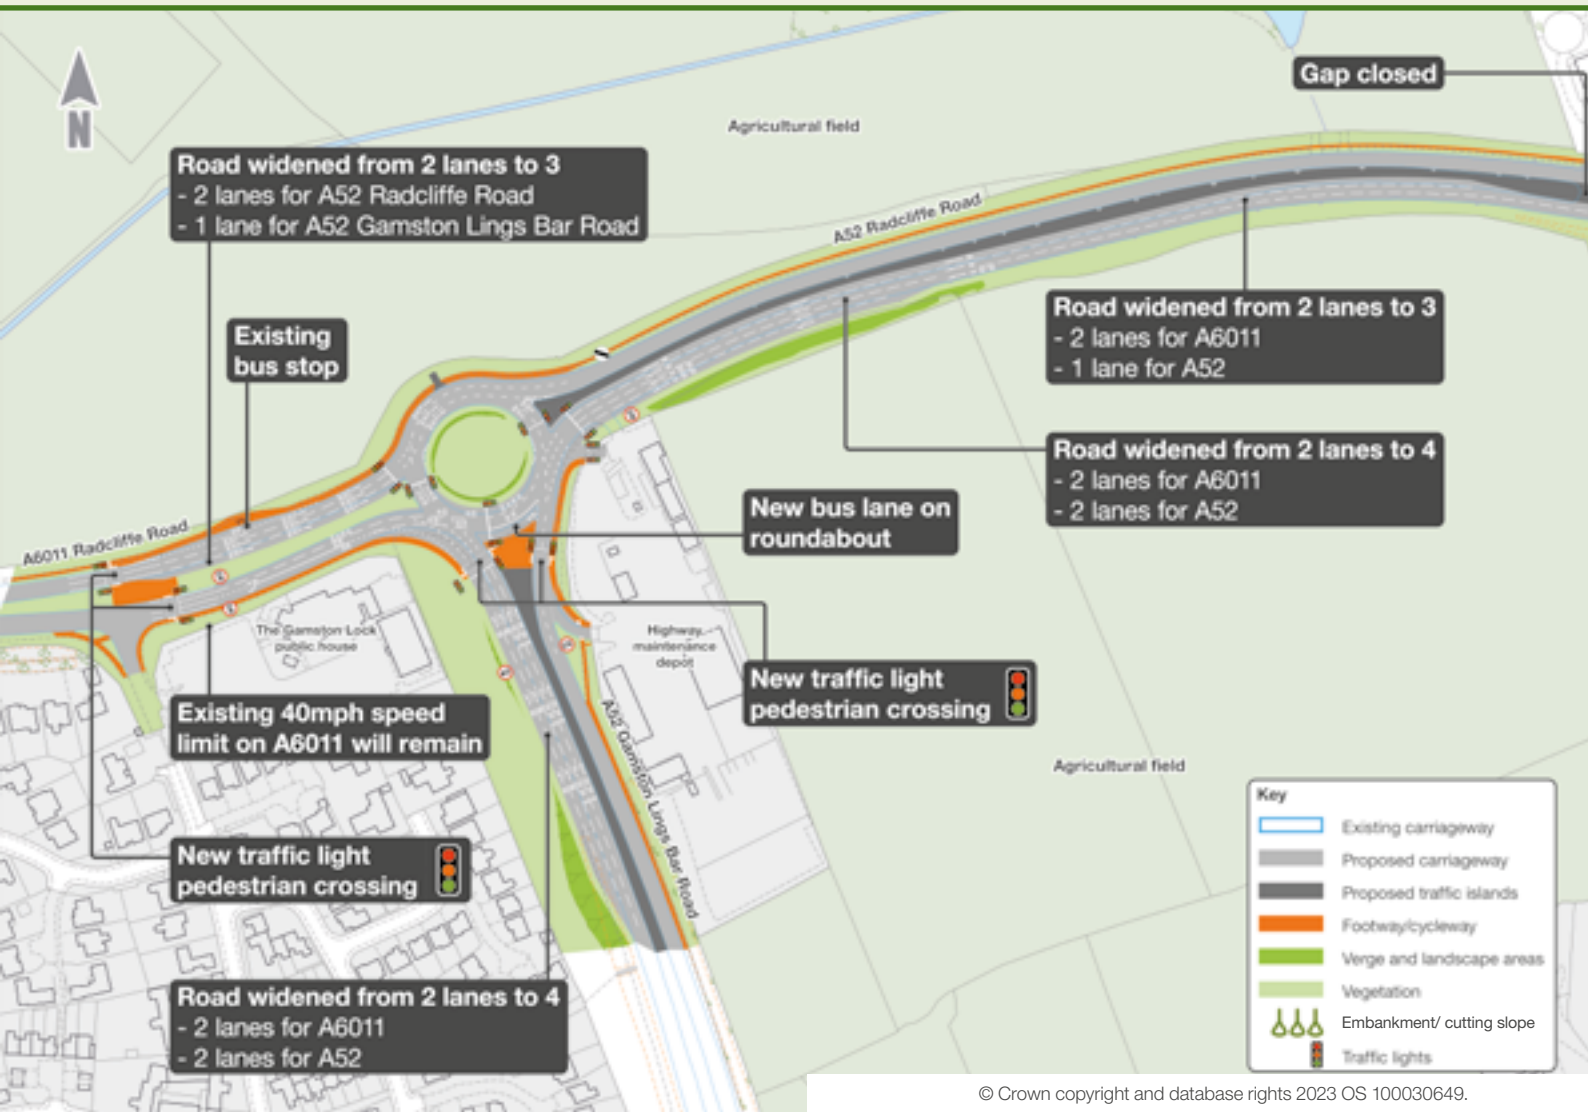 Gap closed
N
Agricultural field
Road widened from 2 lanes to 3
- 2 lanes for A52 Radcliffe Road
- 1 lane for A52 Gamston Lings Bar Road
A52 Radcliffe Road
Existing
bus stop
Road widened from 2 lanes to 3
- 2 lanes for A6011
- 1 lane for A52
Road widened from 2 lanes to 4
- 2 lanes for A6011
- 2 lanes for A52
New bus lane on
roundabout
A6011 Radcliffe Road
The Gamston Lock
public house
Highway
maintenance
depot
New traffic light
pedestrian crossing
Existing 40mph speed
limit on A6011 will remain
A52 Gamston Lings Bar Road
Agricultural field
New traffic light
pedestrian crossing
Road widened from 2 lanes to 4
- 2 lanes for A6011
- 2 lanes for A52
Key
Existing carriageway
Proposed carriageway
Proposed traffic islands
Footway/cycleway
Verge and landscape areas
Vegetation
Embankment/ cutting slope
Traffic lights
© Crown copyright and database rights 2023 OS 100030649.